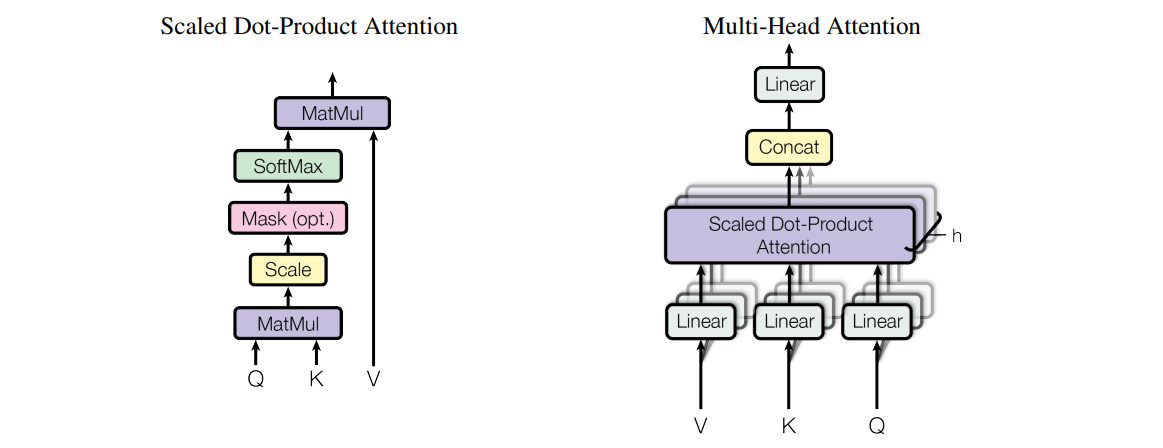 Scaled Dot-Product Attention
MatMul
SoftMax
Mask (opt.)
Scale
MatMul
Q K V
Multi-Head Attention
Linear
Concat
Scaled Dot-Product
Attention
h
Linear Linear Linear
V K Q